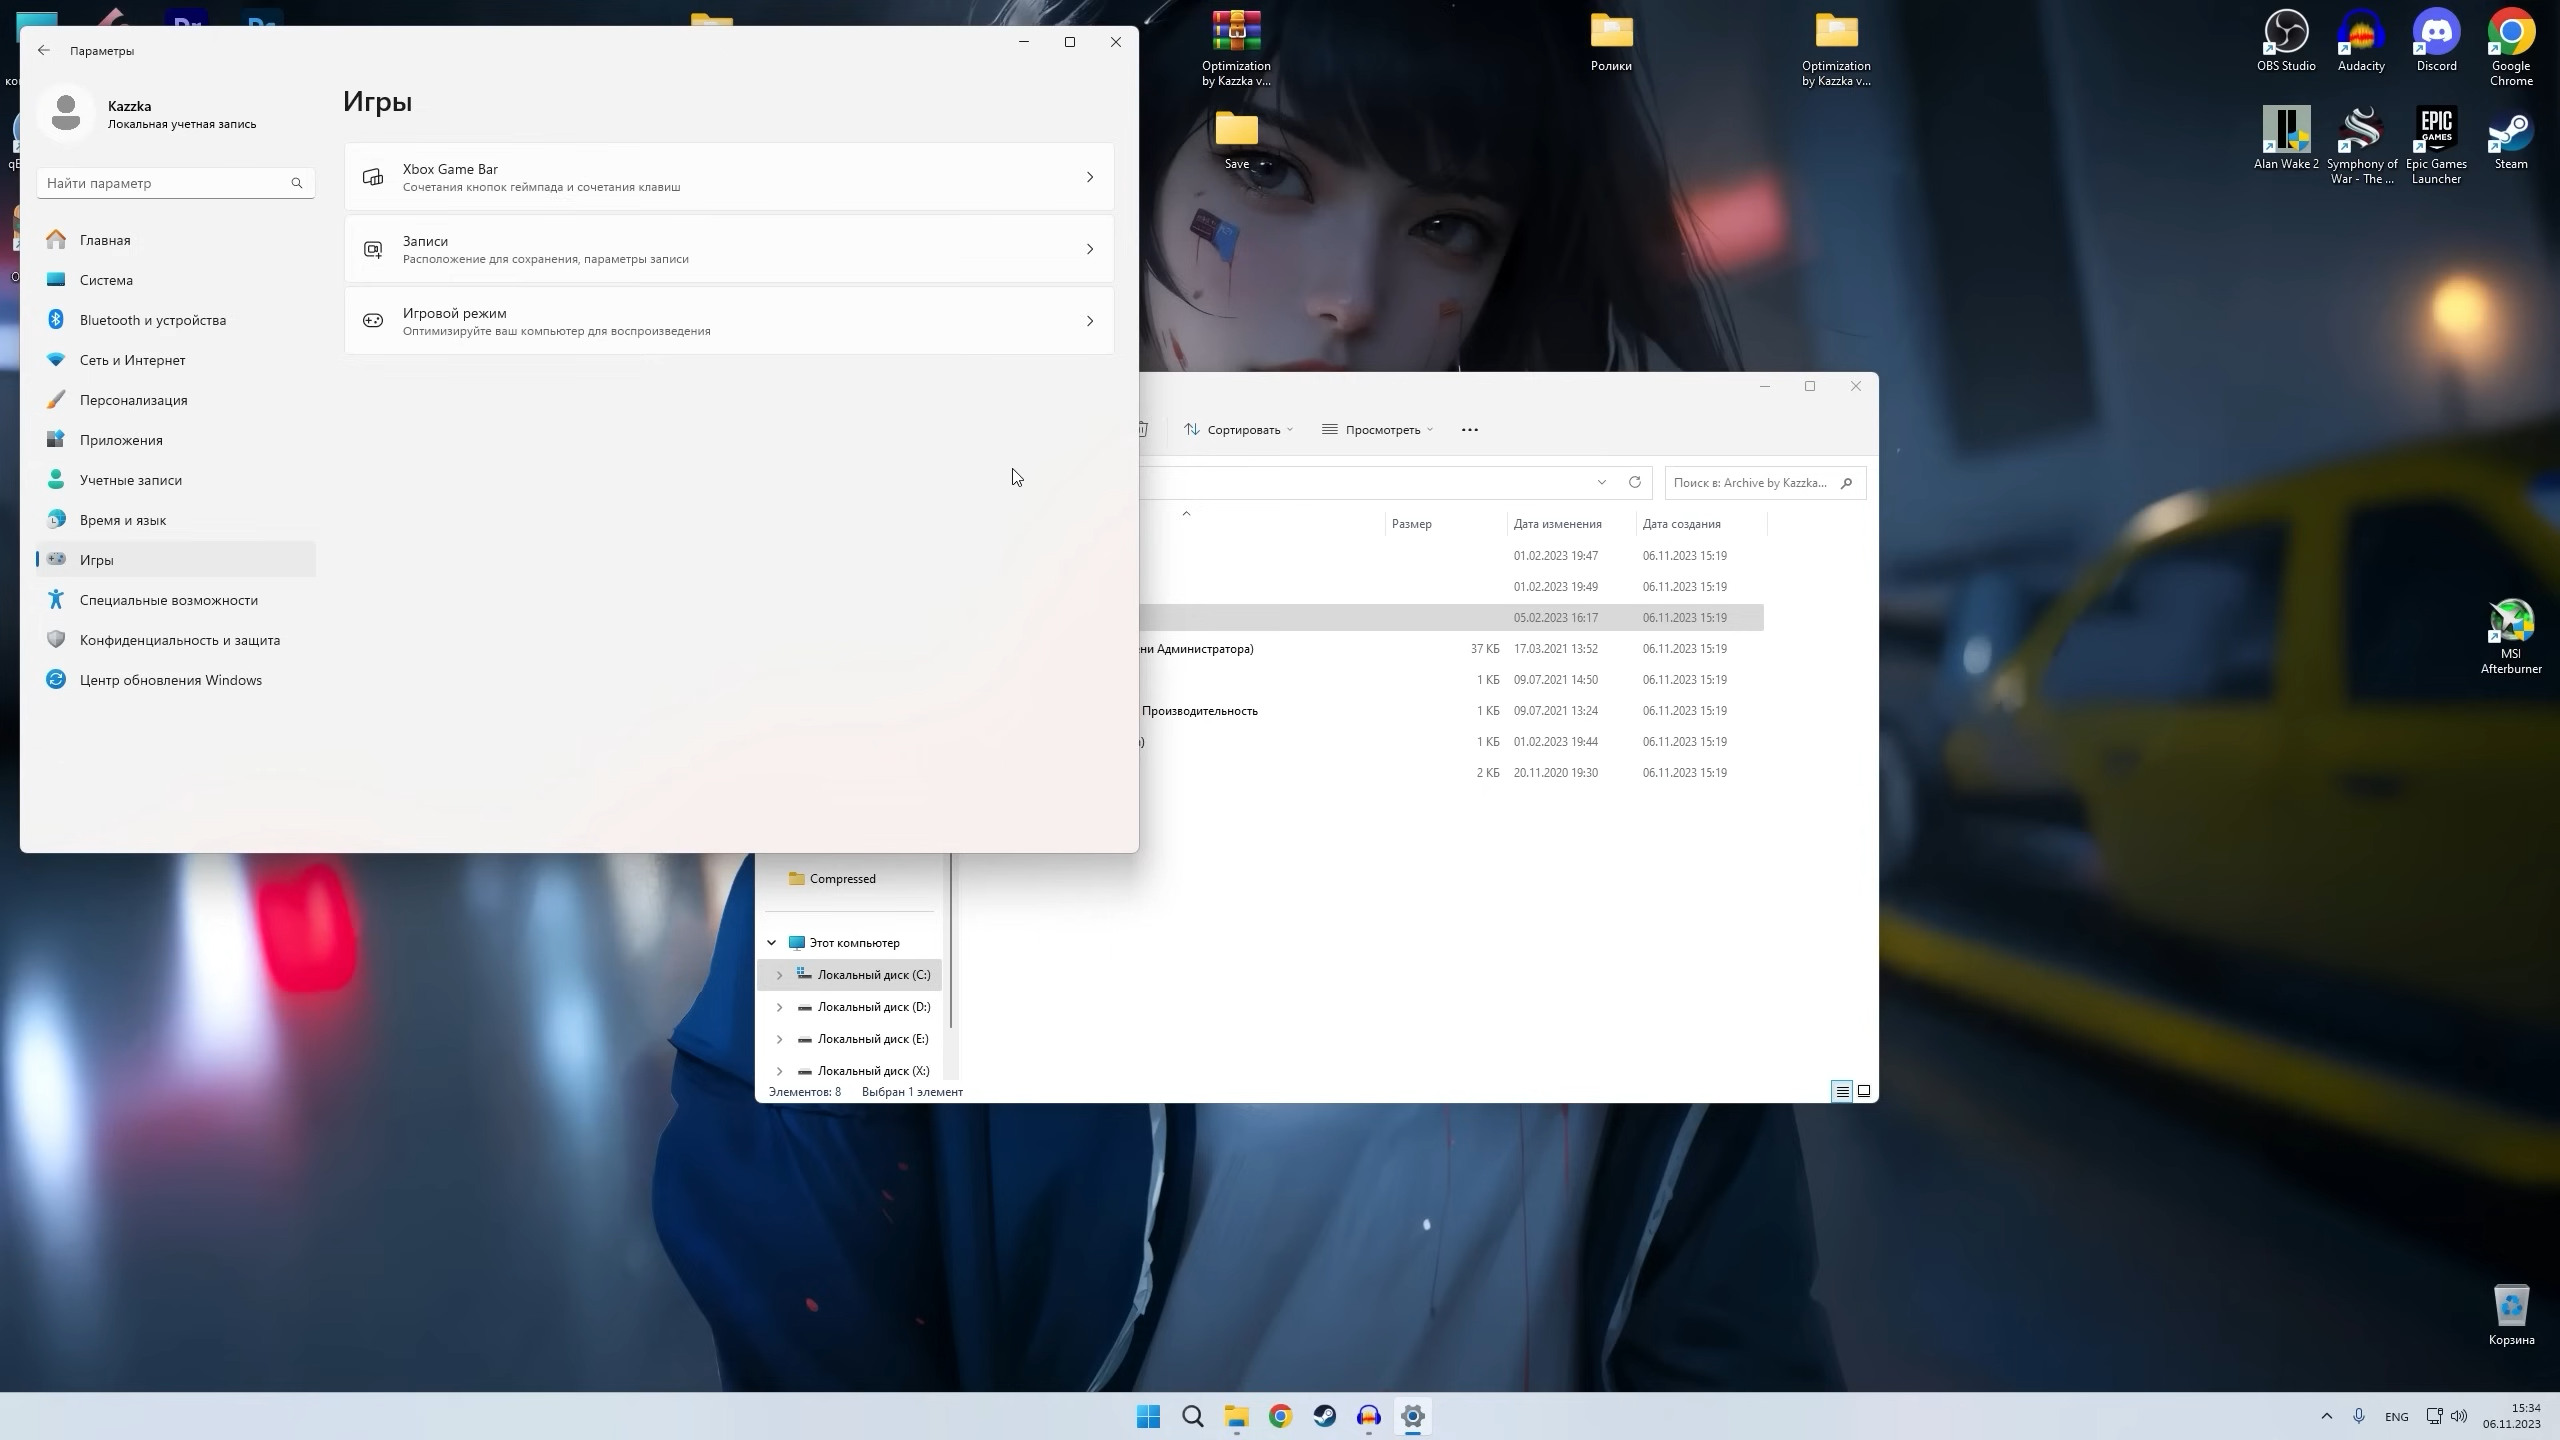 Параметры
Kazzka
Локальная учетная запись
Найти параметр
Главная
Система
Bluetooth и устройства
Сеть и Интернет
Персонализация
Приложения
Учетные записи
Время и язык
Игры
Специальные возможности
Конфиденциальность и защита
Центр обновления Windows
Игры
Xbox Game Bar
Сочетания кнопок геймпада и сочетания клавиш
Записи
Расположение для сохранения, параметры записи
Игровой режим
Оптимизируйте ваш компьютер для воспроизведения
Optimization
by Kazzka v...
Save
Ролики
Optimization
by Kazzka v...
OBS Studio
Audacity
Discord
Google
Chrome
Alan Wake 2
Symphony of
War - The ...
EPIC
GAMES
Epic Games
Launcher
Steam
Сортировать
Просмотреть
Поиск в: Archive by Kazzka...
Размер
Дата изменения
Дата создания
01.02.2023 19:47
06.11.2023 15:19
01.02.2023 19:49
06.11.2023 15:19
05.02.2023 16:17
06.11.2023 15:19
ени Администратора)
37 КБ
17.03.2021 13:52
06.11.2023 15:19
1 КБ
09.07.2021 14:50
06.11.2023 15:19
Производительность
1 КБ
09.07.2021 13:24
06.11.2023 15:19
1 КБ
01.02.2023 19:44
06.11.2023 15:19
2 КБ
20.11.2020 19:30
06.11.2023 15:19
Compressed
Этот компьютер
Локальный диск (C:)
Локальный диск (D:)
Локальный диск (E:)
Локальный диск (X:)
Элементов: 8
Выбран 1 элемент
MSI
Afterburner
Корзина
ENG
15:34
06.11.2023